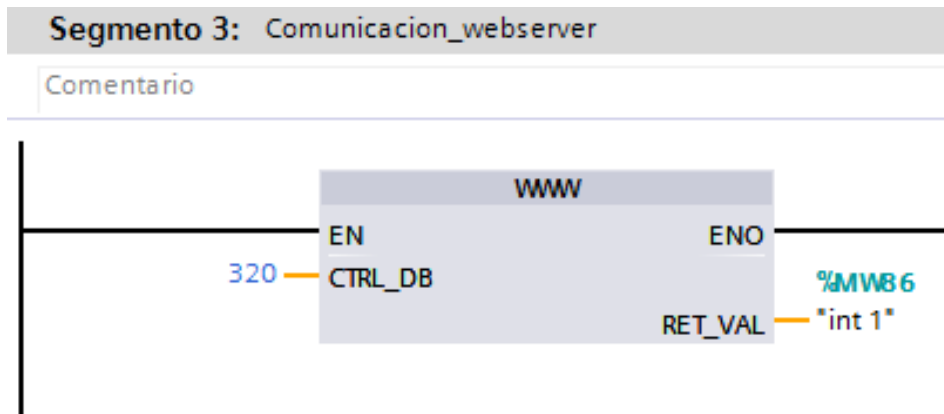 Segmento 3: Comunicacion_webserver
Comentario
WWW
EN ENO
320 CTRL_DB
%MW86
RET_VAL "int 1"